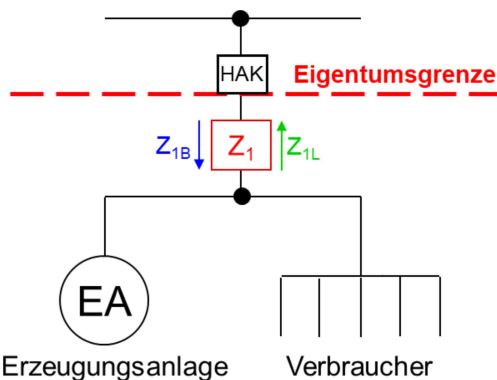 HAK
Eigentumsgrenze
Z1B Z1 Z1L
EA
Erzeugungsanlage Verbraucher